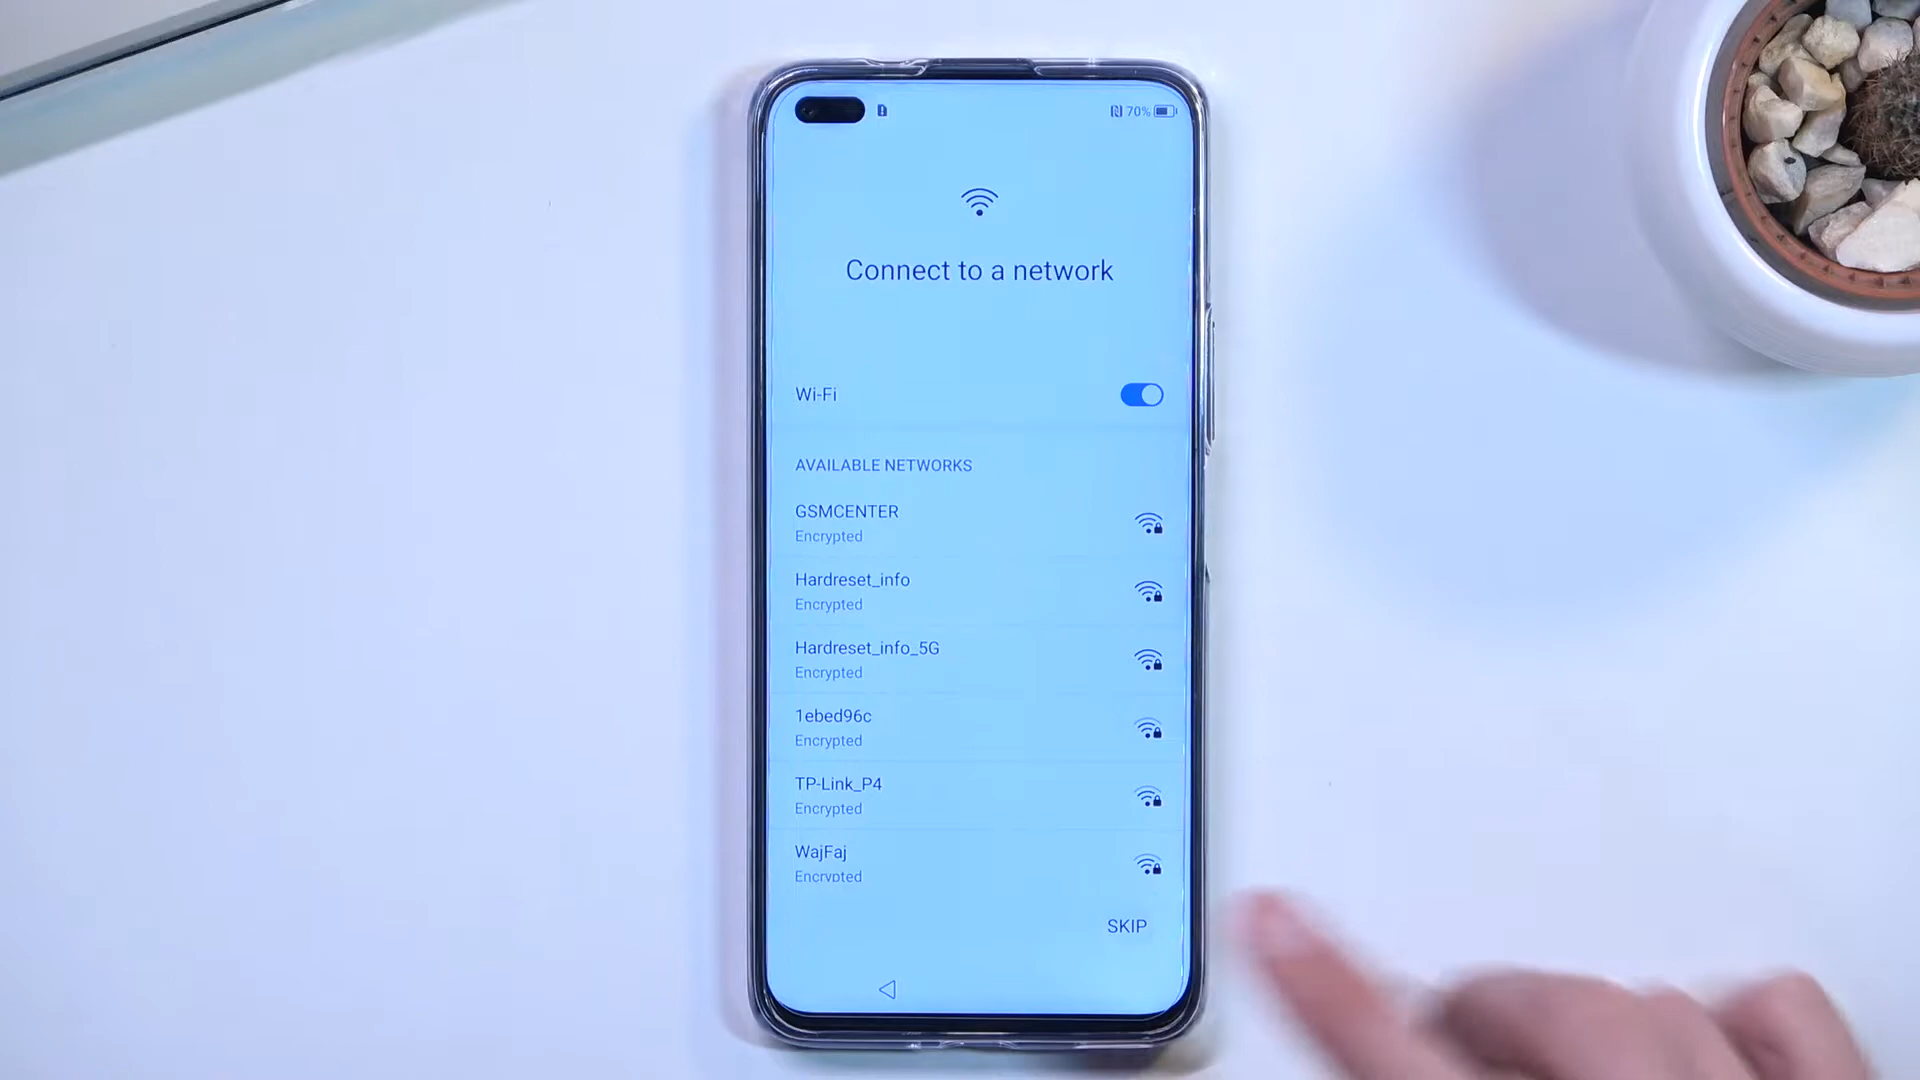 70%
Connect to a network
Wi-Fi
AVAILABLE NETWORKS
GSMCENTER
Encrypted
Hardreset_info
Encrypted
Hardreset_info_5G
Encrypted
1ebed96c
Encrypted
TP-Link_P4
Encrypted
WajFaj
Encrypted
SKIP